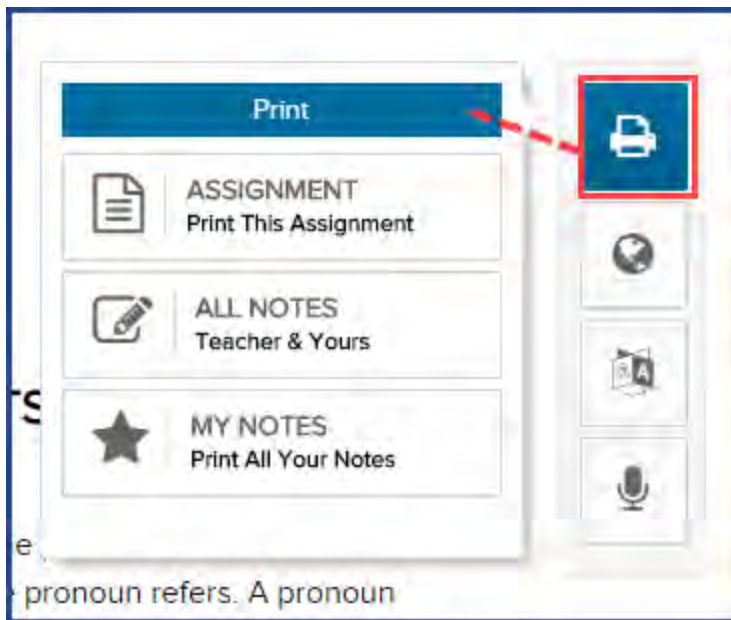 Print
ASSIGNMENT
Print This Assignment
ALL NOTES
Teacher & Yours
MY NOTES
Print All Your Notes
pronoun refers. A pronoun